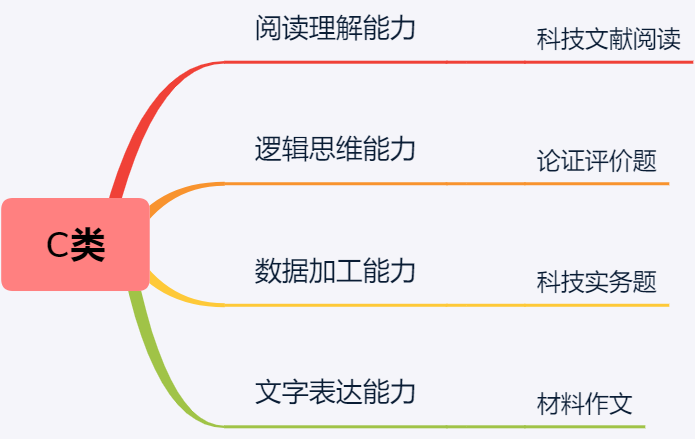 阅读理解能力
科技文献阅读
逻辑思维能力
论证评价题
C类
数据加工能力
科技实务题
文字表达能力
材料作文